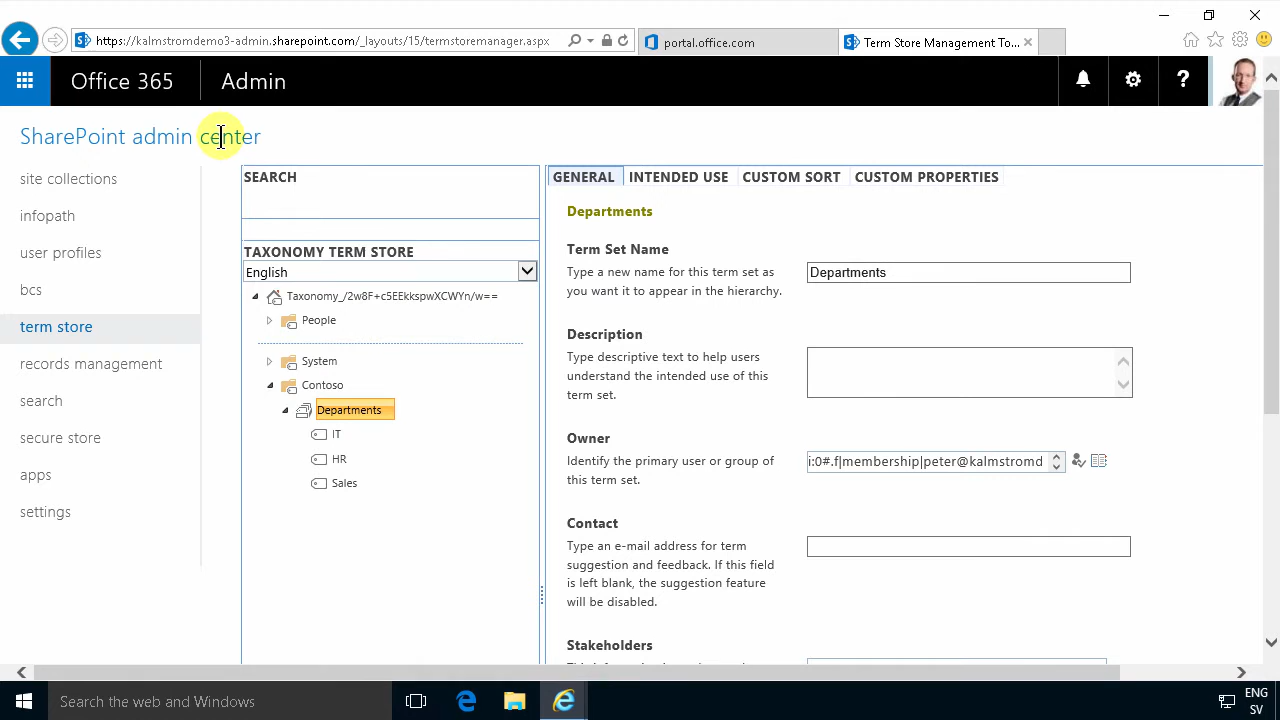 https://kalmstromdemo3-admin.sharepoint.com/_layouts/15/termstoremanager.aspx
portal.office.com
Term Store Management To...
Office 365
Admin
SharePoint admin center
site collections
infopath
user profiles
bcs
term store
records management
search
secure store
apps
settings
SEARCH
TAXONOMY TERM STORE
English
Taxonomy_/2w8F+c5EEkkspwXCWYn/w==
People
System
Contoso
Departments
IT
HR
Sales
GENERAL
INTENDED USE
CUSTOM SORT
CUSTOM PROPERTIES
Departments
Term Set Name
Type a new name for this term set as
you want it to appear in the hierarchy.
Departments
Description
Type descriptive text to help users
understand the intended use of this
term set.
Owner
Identify the primary user or group of
this term set.
i:0#.f|membership|peter@kalmstromd
Contact
Type an e-mail address for term
suggestion and feedback. If this field
is left blank, the suggestion feature
will be disabled.
Stakeholders
Search the web and Windows
ENG
SV